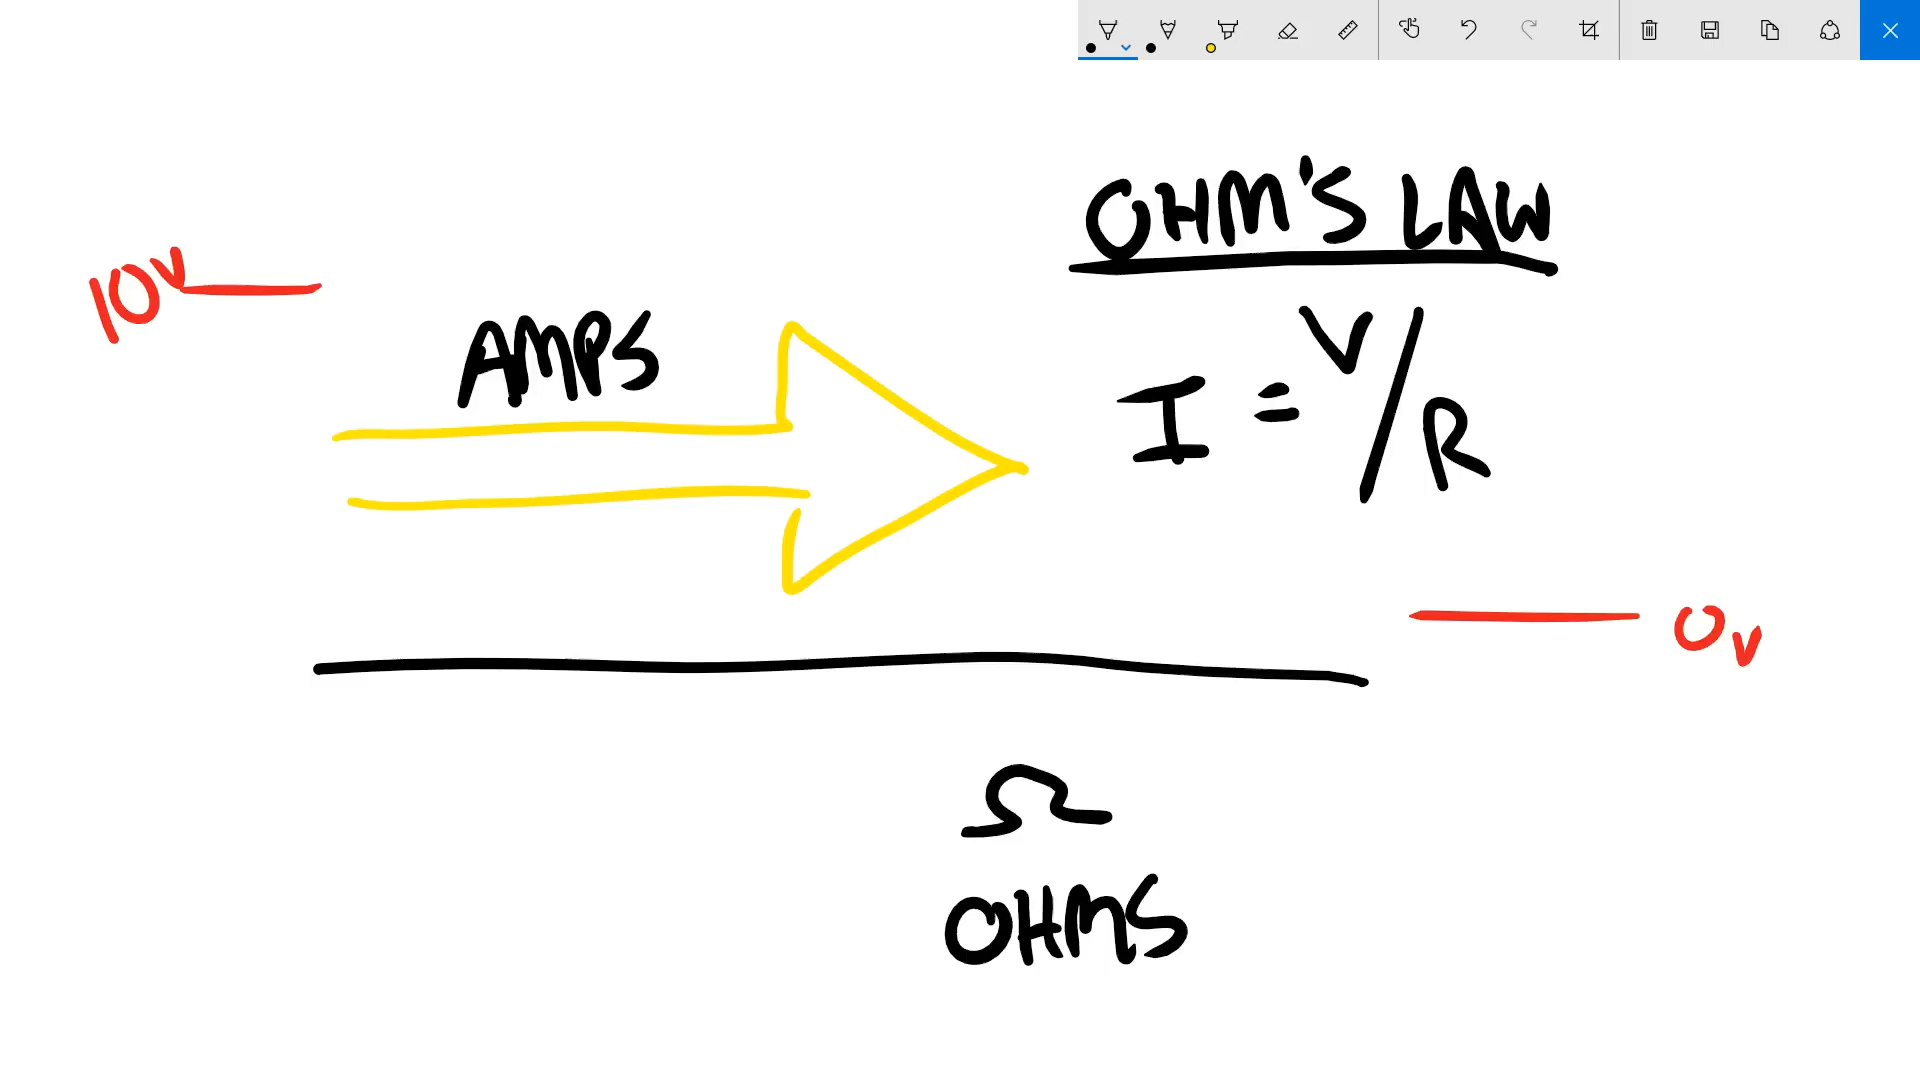 OHM'S LAW
10V
AMPS
I = V/R
0V
Ω
OHMS